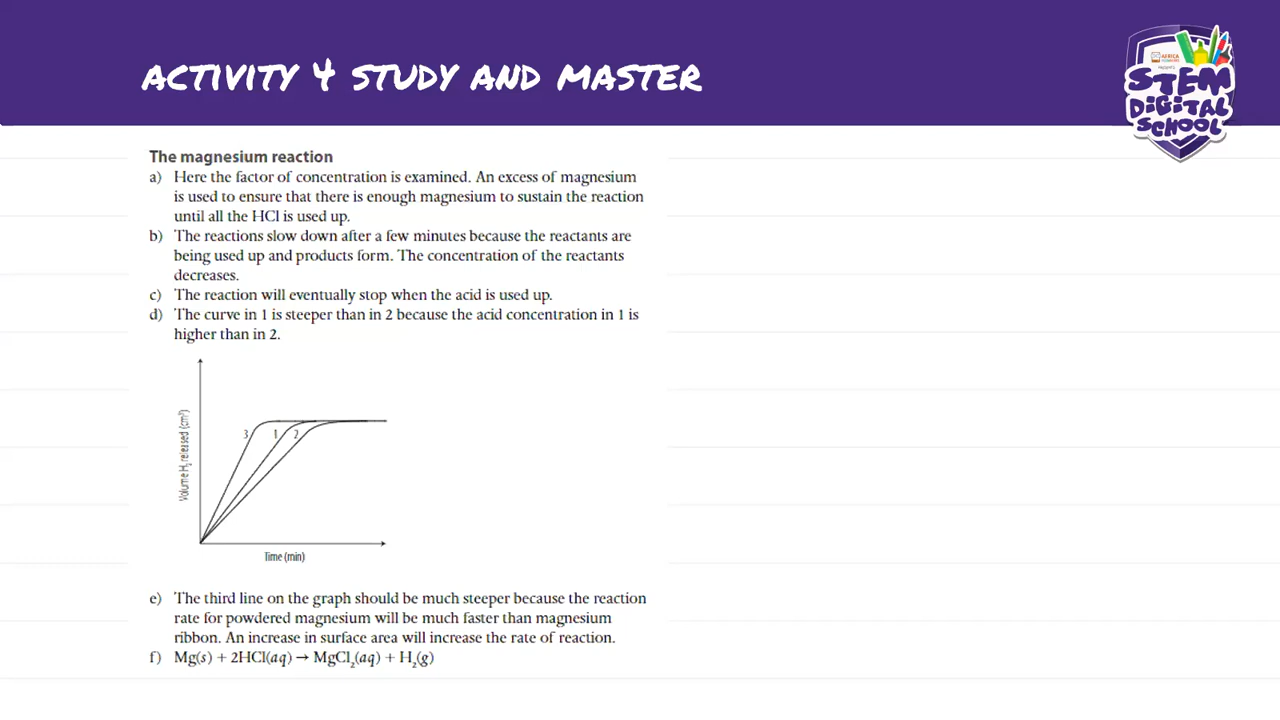 ACTIVITY 4 STUDY AND MASTER
AFRICA
STEM
DIGITAL
SCHOOL
The magnesium reaction
a) Here the factor of concentration is examined. An excess of magnesium
is used to ensure that there is enough magnesium to sustain the reaction
until all the HCl is used up.
b) The reactions slow down after a few minutes because the reactants are
being used up and products form. The concentration of the reactants
decreases.
c) The reaction will eventually stop when the acid is used up.
d) The curve in 1 is steeper than in 2 because the acid concentration in 1 is
higher than in 2.
Volume H₂ released (cm³)
3 1 2
Time (min)
e) The third line on the graph should be much steeper because the reaction
rate for powdered magnesium will be much faster than magnesium
ribbon. An increase in surface area will increase the rate of reaction.
f) Mg(s) + 2HCl(aq) → MgCl₂(aq) + H₂(g)